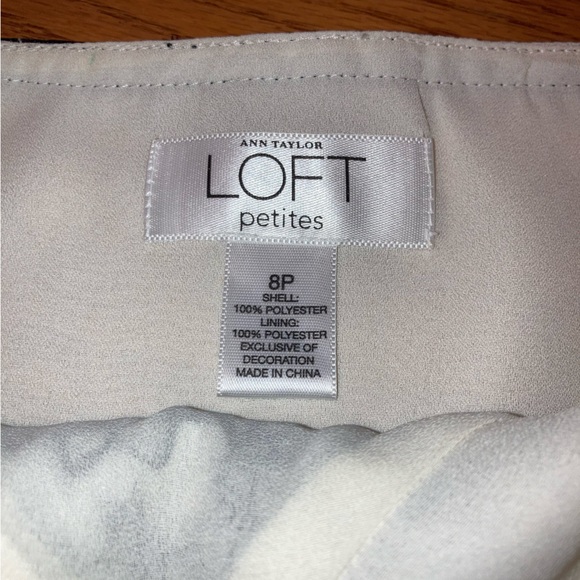 ANN TAYLOR
LOFT
petites
8P
SHELL:
100% POLYESTER
LINING:
100% POLYESTER
EXCLUSIVE OF
DECORATION
MADE IN CHINA